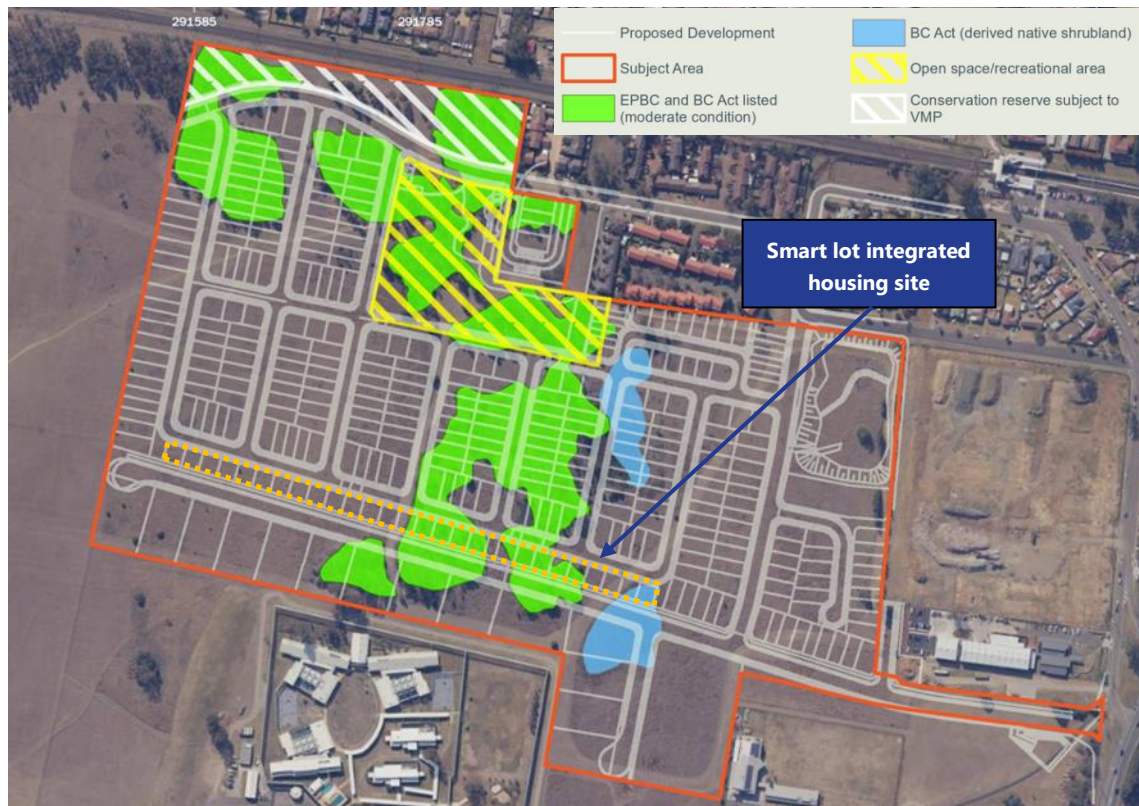 291585
291785
Proposed Development
Subject Area
EPBC and BC Act listed
(moderate condition)
BC Act (derived native shrubland)
Open space/recreational area
Conservation reserve subject to
VMP
Smart lot integrated
housing site